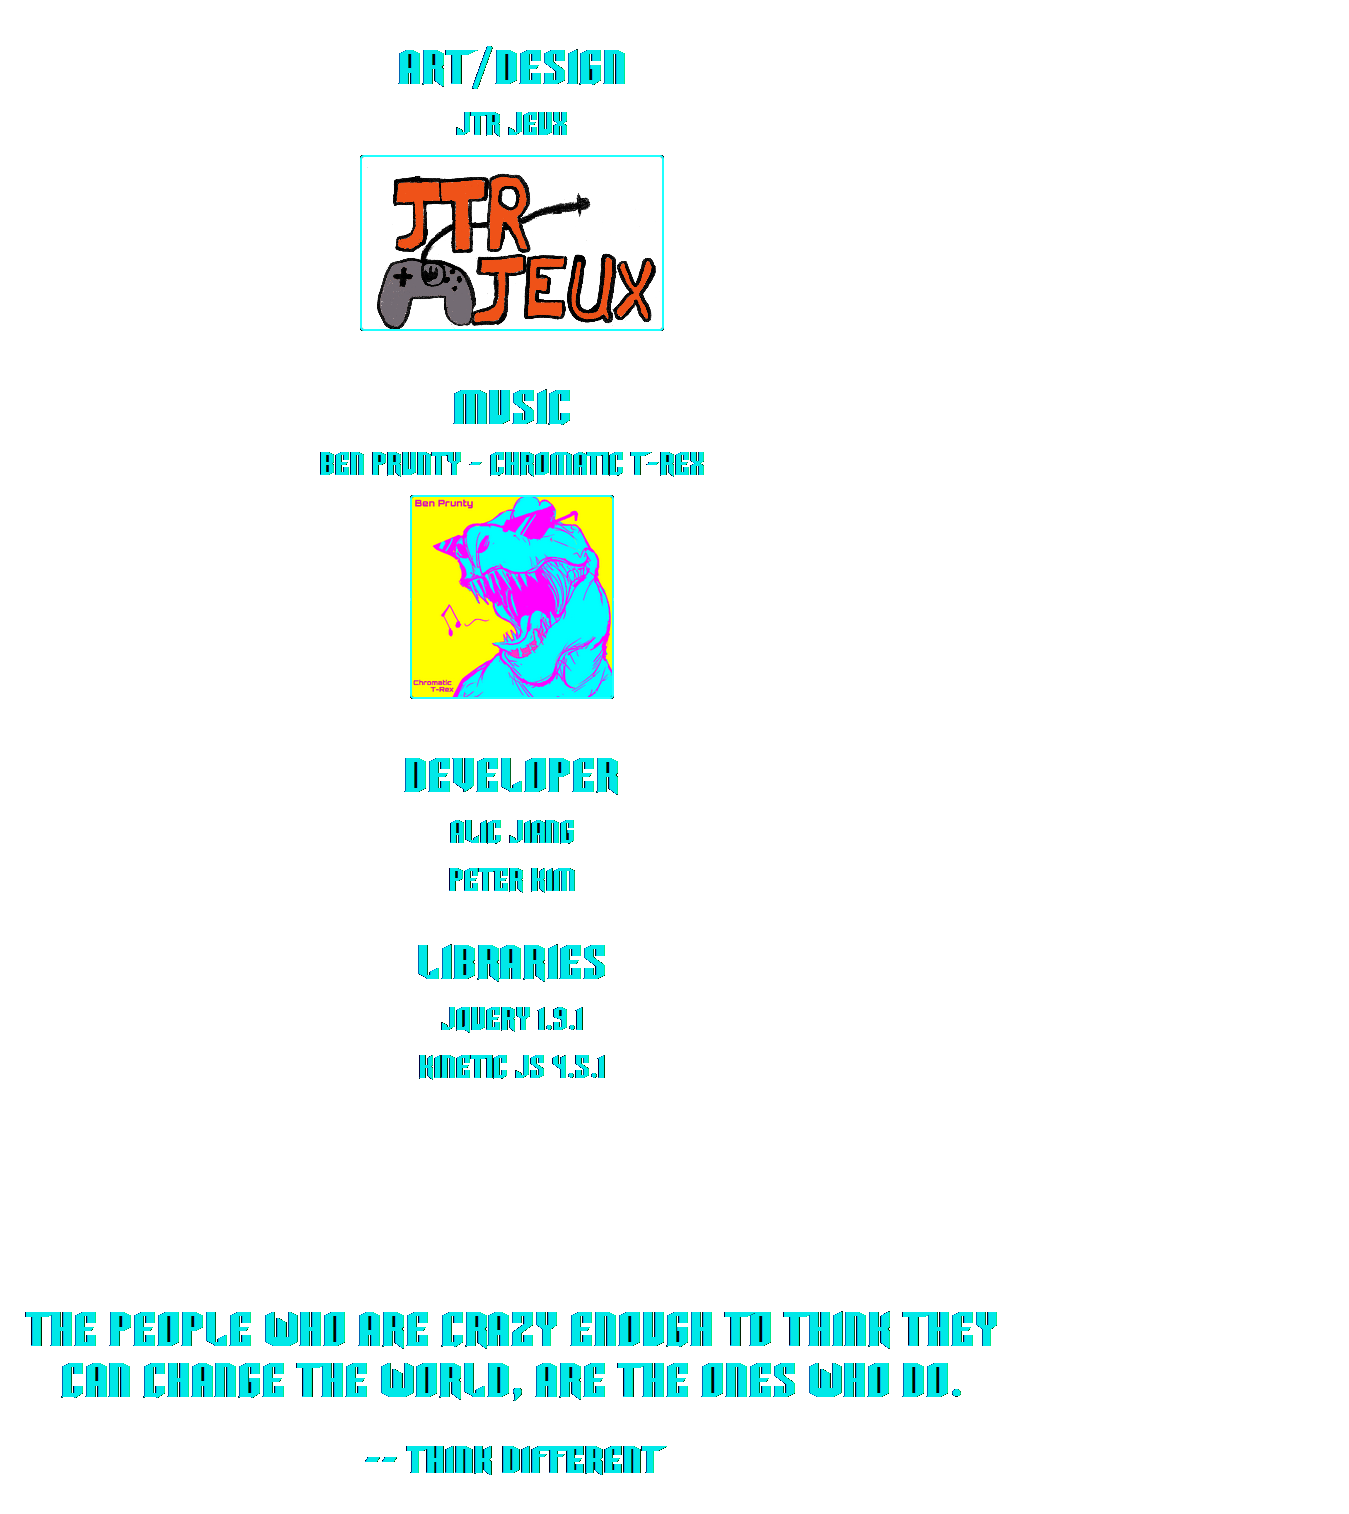 ART/DESIGN
JTR JEUX
JTR
JEUX
MUSIC
BEN PRUNTY - CHROMATIC T-REX
Ben Prunty
Chromatic
T-Rex
DEVELOPER
ALIC JIANG
PETER KIM
LIBRARIES
JQUERY 1.9.1
KINETIC JS 4.5.1
THE PEOPLE WHO ARE CRAZY ENOUGH TO THINK THEY
CAN CHANGE THE WORLD, ARE THE ONES WHO DO.
-- THINK DIFFERENT